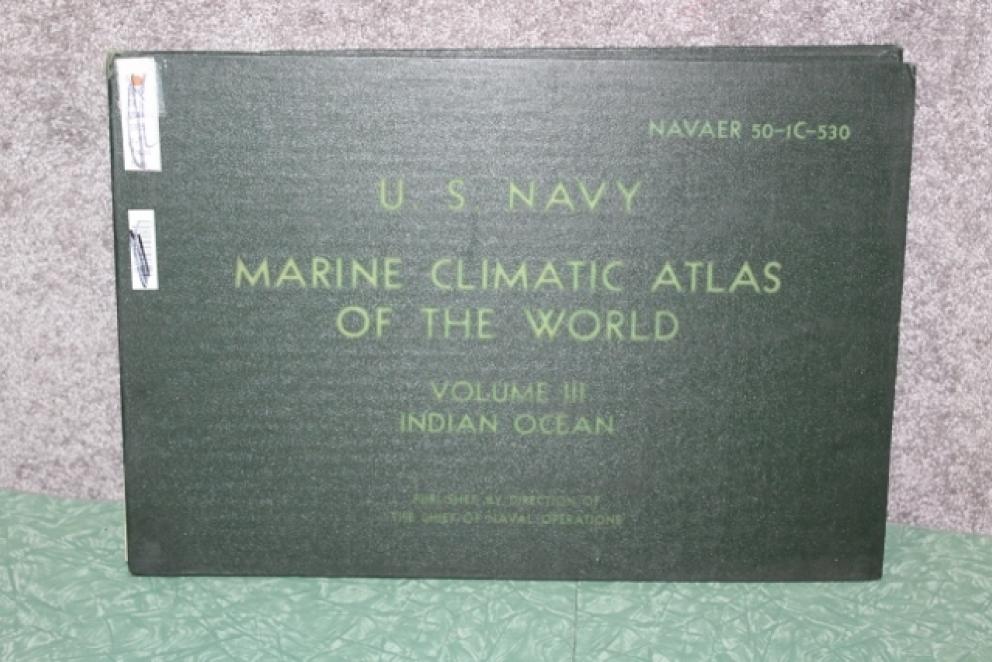 NAVAER 50-1C-530
U. S. NAVY
MARINE CLIMATIC ATLAS
OF THE WORLD
VOLUME III
INDIAN OCEAN
PUBLISHED BY DIRECTION OF
THE CHIEF OF NAVAL OPERATIONS